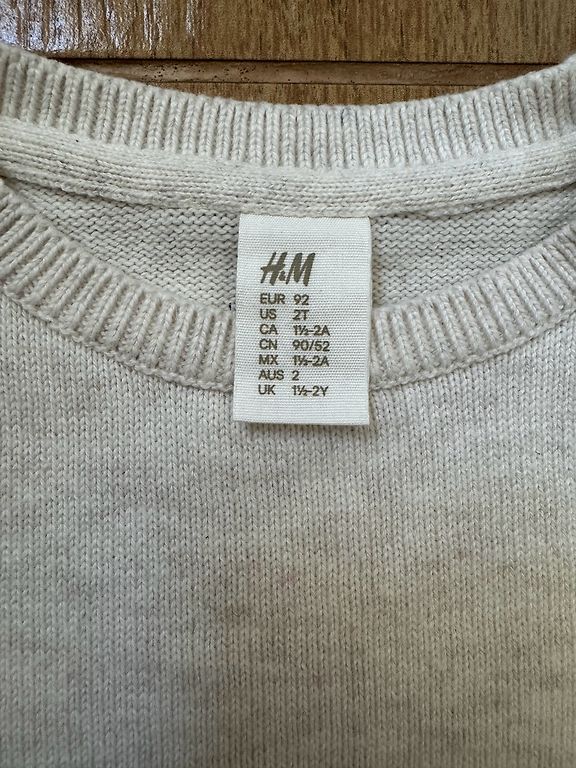 H&M
EUR 92
US 2T
CA 1½-2A
CN 90/52
MX 1½-2A
AUS 2
UK 1½-2Y